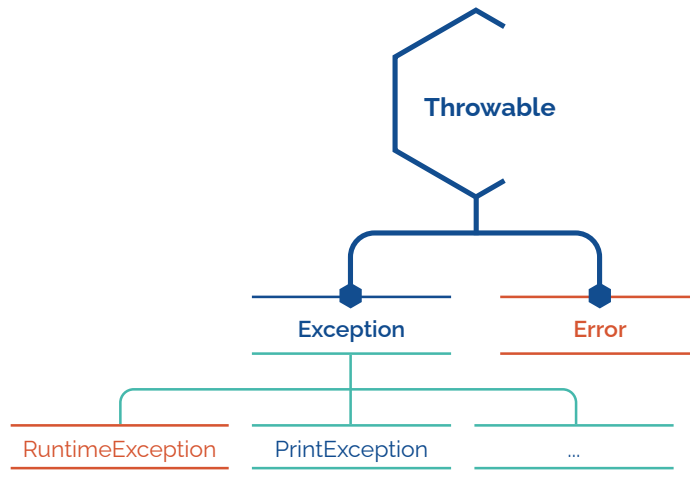 Throwable
Exception
Error
RuntimeException
PrintException
...